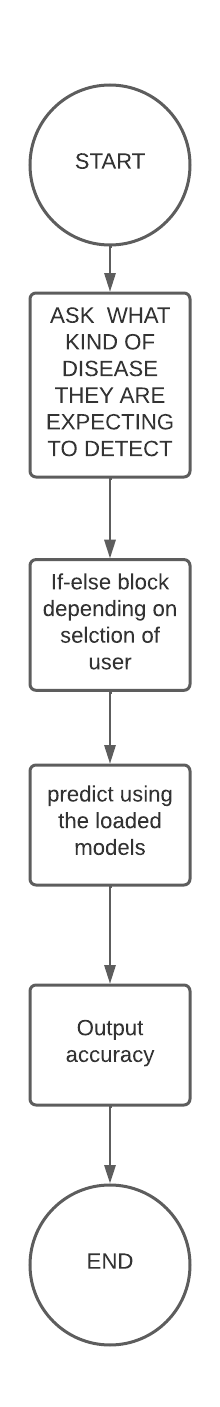 START
ASK  WHAT
KIND OF
DISEASE
THEY ARE
EXPECTING
TO DETECT
If-else block
depending on
selction of
user
predict using
the loaded
models
Output
accuracy
END